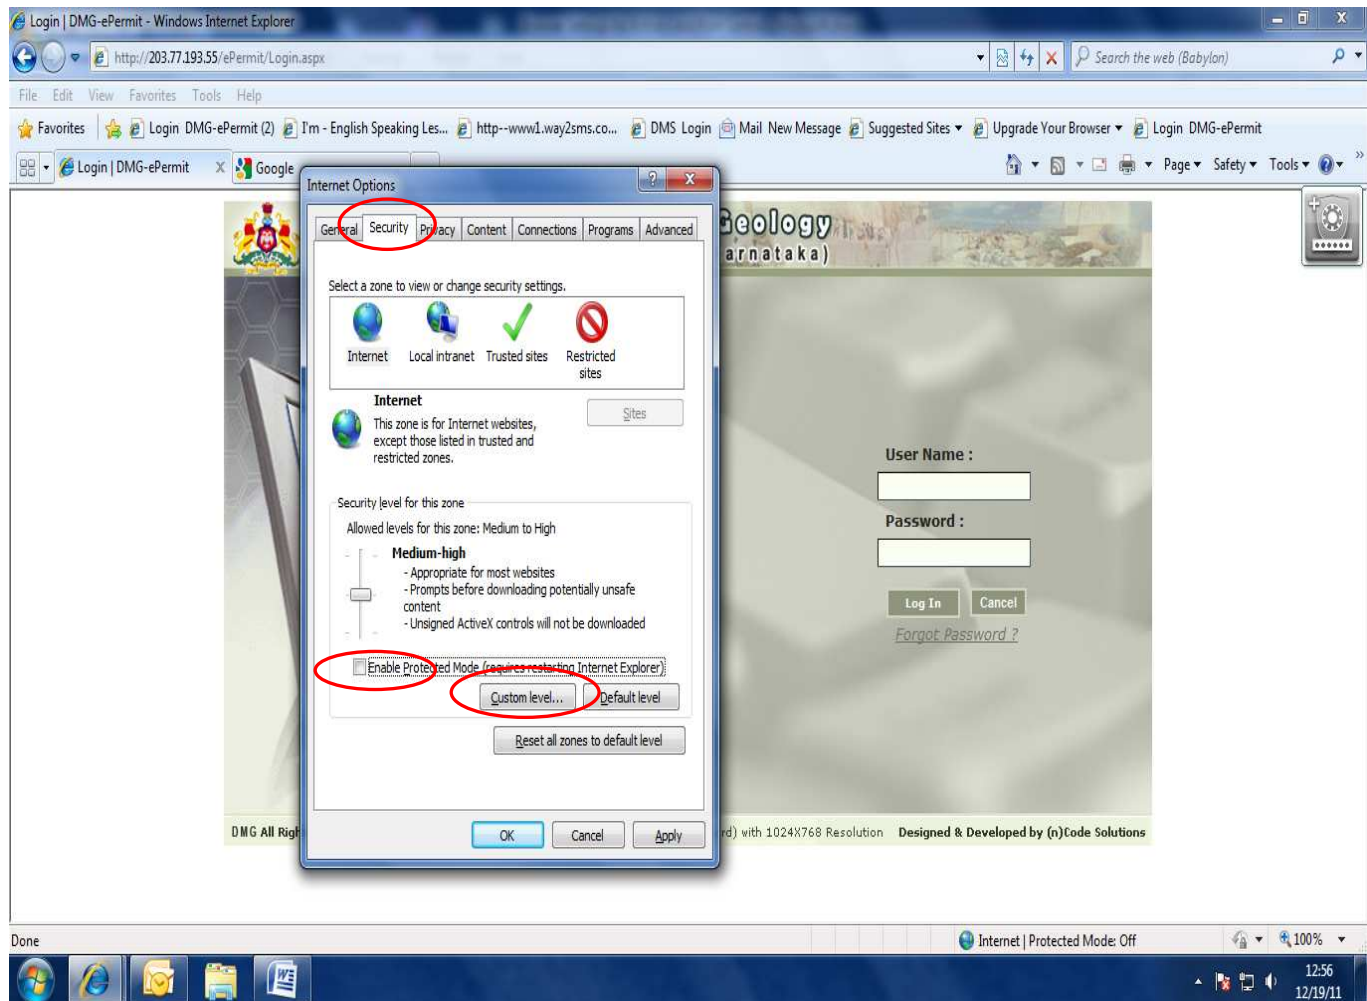 Login | DMG-ePermit - Windows Internet Explorer
http://203.77.193.55/ePermit/Login.aspx
Search the web (Babylon)
File Edit View Favorites Tools Help
Favorites Login DMG-ePermit (2) I'm - English Speaking Les... http--www1.way2sms.co... DMS Login Mail New Message Suggested Sites Upgrade Your Browser Login DMG-ePermit
Login | DMG-ePermit X Google
Page Safety Tools
Internet Options
General Security Privacy Content Connections Programs Advanced
Geology
arnataka)
Select a zone to view or change security settings.
Internet Local intranet Trusted sites Restricted
sites
Internet
Sites
This zone is for Internet websites,
except those listed in trusted and
restricted zones.
Security level for this zone
Allowed levels for this zone: Medium to High
Medium-high
- Appropriate for most websites
- Prompts before downloading potentially unsafe
content
- Unsigned ActiveX controls will not be downloaded
Enable Protected Mode (requires restarting Internet Explorer)
Custom level... Default level
Reset all zones to default level
OK Cancel Apply
User Name :
Password :
Log In Cancel
Forgot Password ?
DMG All Righ
rd) with 1024X768 Resolution Designed & Developed by (n)Code Solutions
Done
Internet | Protected Mode: Off
100%
12:56
12/19/11